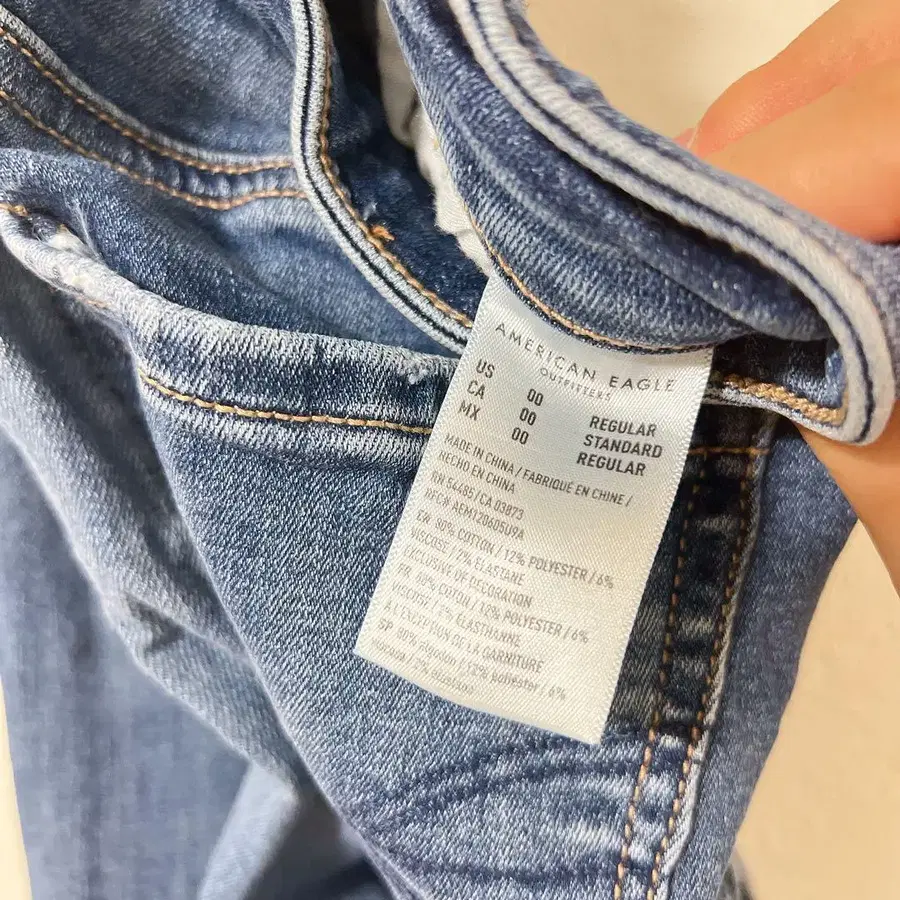 AMERICAN EAGLE
OUTFITTERS
US 00 REGULAR
CA 00 STANDARD
MX 00 REGULAR
MADE IN CHINA / FABRIQUÉ EN CHINE /
HECHO EN CHINA
RN 54485/CA 03873
RFC# AEM120605U9A
EN 80% COTTON / 12% POLYESTER / 6%
VISCOSE / 2% ELASTANE
EXCLUSIVE OF DECORATION
FR 80% COTON / 12% POLYESTER / 6%
VISCOSE / 2% ÉLASTHANNE
À L'EXCEPTION DE LA GARNITURE
SP 80% algodon / 12% poliester / 6%
viscosa / 2% elastano